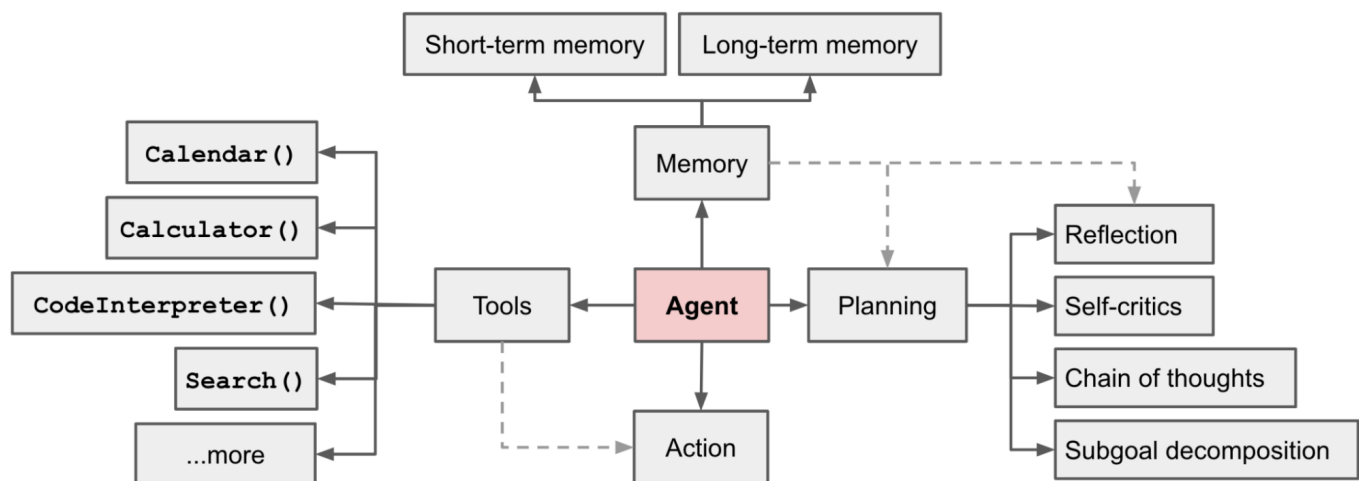 Short-term memory
Long-term memory
Calendar()
Memory
Calculator()
Reflection
CodeInterpreter()
Tools
Agent
Planning
Self-critics
Search()
Chain of thoughts
...more
Action
Subgoal decomposition